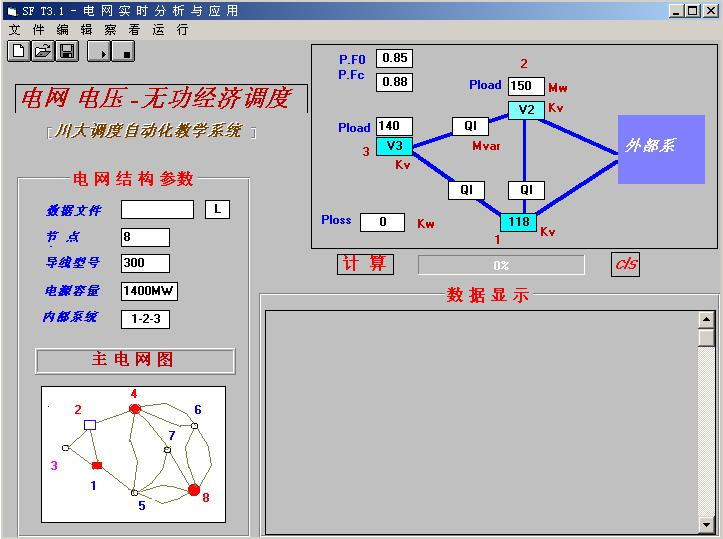 SF T3.1 - 电网实时分析与应用
文件 编辑 察看 运行
电网 电压-无功经济调度
[ 川大调度自动化教学系统 ]
电网结构参数
数据文件 L
节点 8
导线型号 300
电源容量 1400MW
内部系统 1-2-3
主电网图
4
2
6
7
3
1
5
8
P.F0 0.85
P.Fc 0.88
2
Pload 150 Mw
V2 Kv
Pload 140
QI
Mvar
3 V3
Kv
外部系
QI QI
Ploss 0 Kw
118 Kv
1
计算 0% cls
数据显示